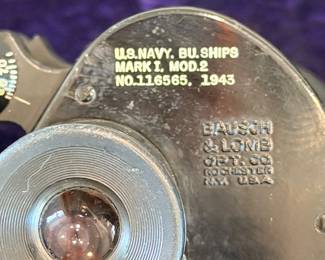 U.S.NAVY, BU.SHIPS
MARK I, MOD.2
NO.116565, 1943
BAUSCH
& LOMB
OPT. CO.
ROCHESTER
N.Y. U.S.A.